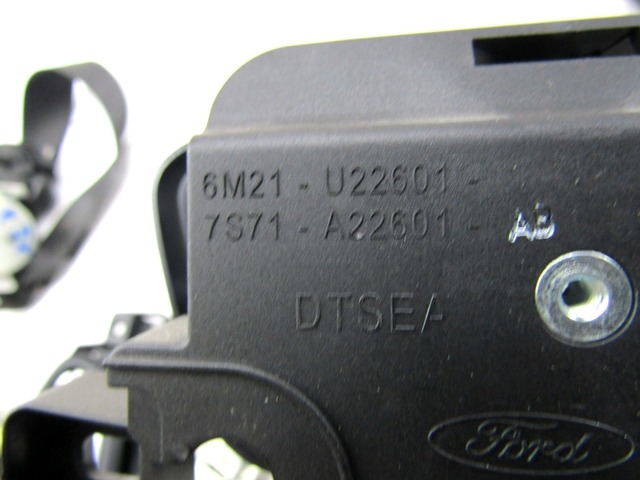 6M21 - U22601 -
7S71 - A22601 - AB
DTSEA
Ford